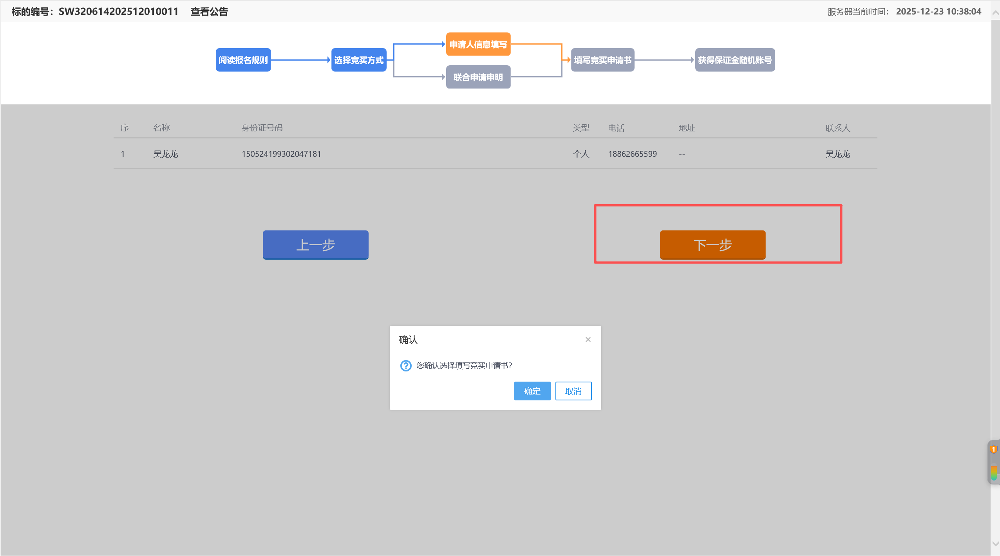 标的编号：SW320614202512010011 查看公告 服务器当前时间： 2025-12-23 10:38:04
申请人信息填写
阅读报名规则 选择竞买方式 填写竞买申请书 获得保证金随机账号
联合申请申明
序 名称 身份证号码 类型 电话 地址 联系人
1 吴龙龙 150524199302047181 个人 18862665599 -- 吴龙龙
上一步 下一步
确认
您确认选择填写竞买申请书?
确定 取消
1